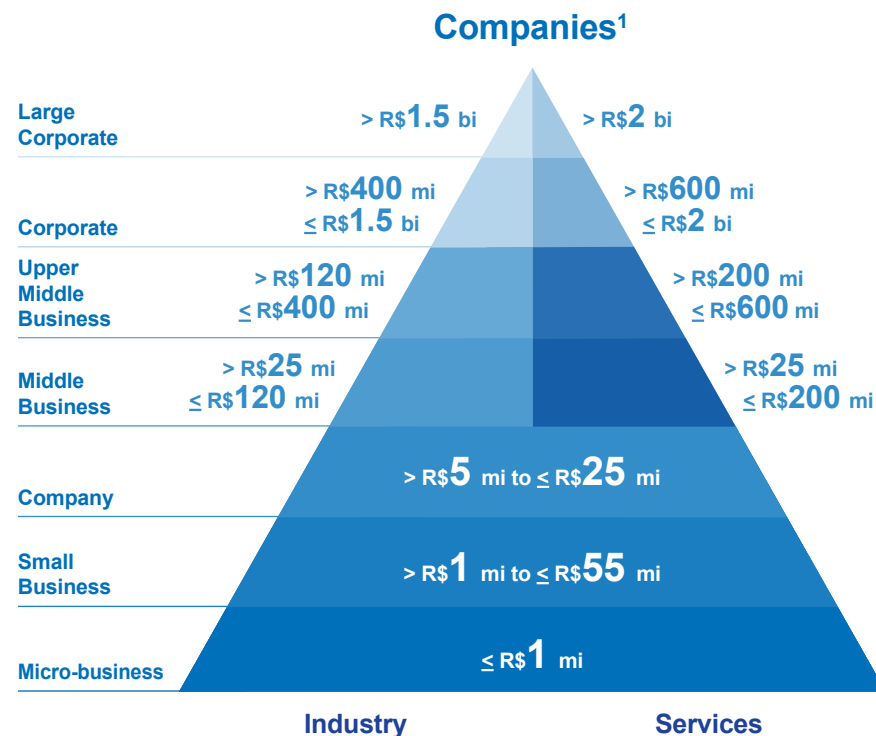 Companies¹
Large
Corporate
> R$1.5 bi
> R$2 bi
Corporate
> R$400 mi
≤ R$1.5 bi
> R$600 mi
≤ R$2 bi
Upper
Middle
Business
> R$120 mi
≤ R$400 mi
> R$200 mi
≤ R$600 mi
Middle
Business
> R$25 mi
≤ R$120 mi
> R$25 mi
≤ R$200 mi
Company
> R$5 mi to ≤ R$25 mi
Small
Business
> R$1 mi to ≤ R$55 mi
Micro-business
≤ R$1 mi
Industry
Services